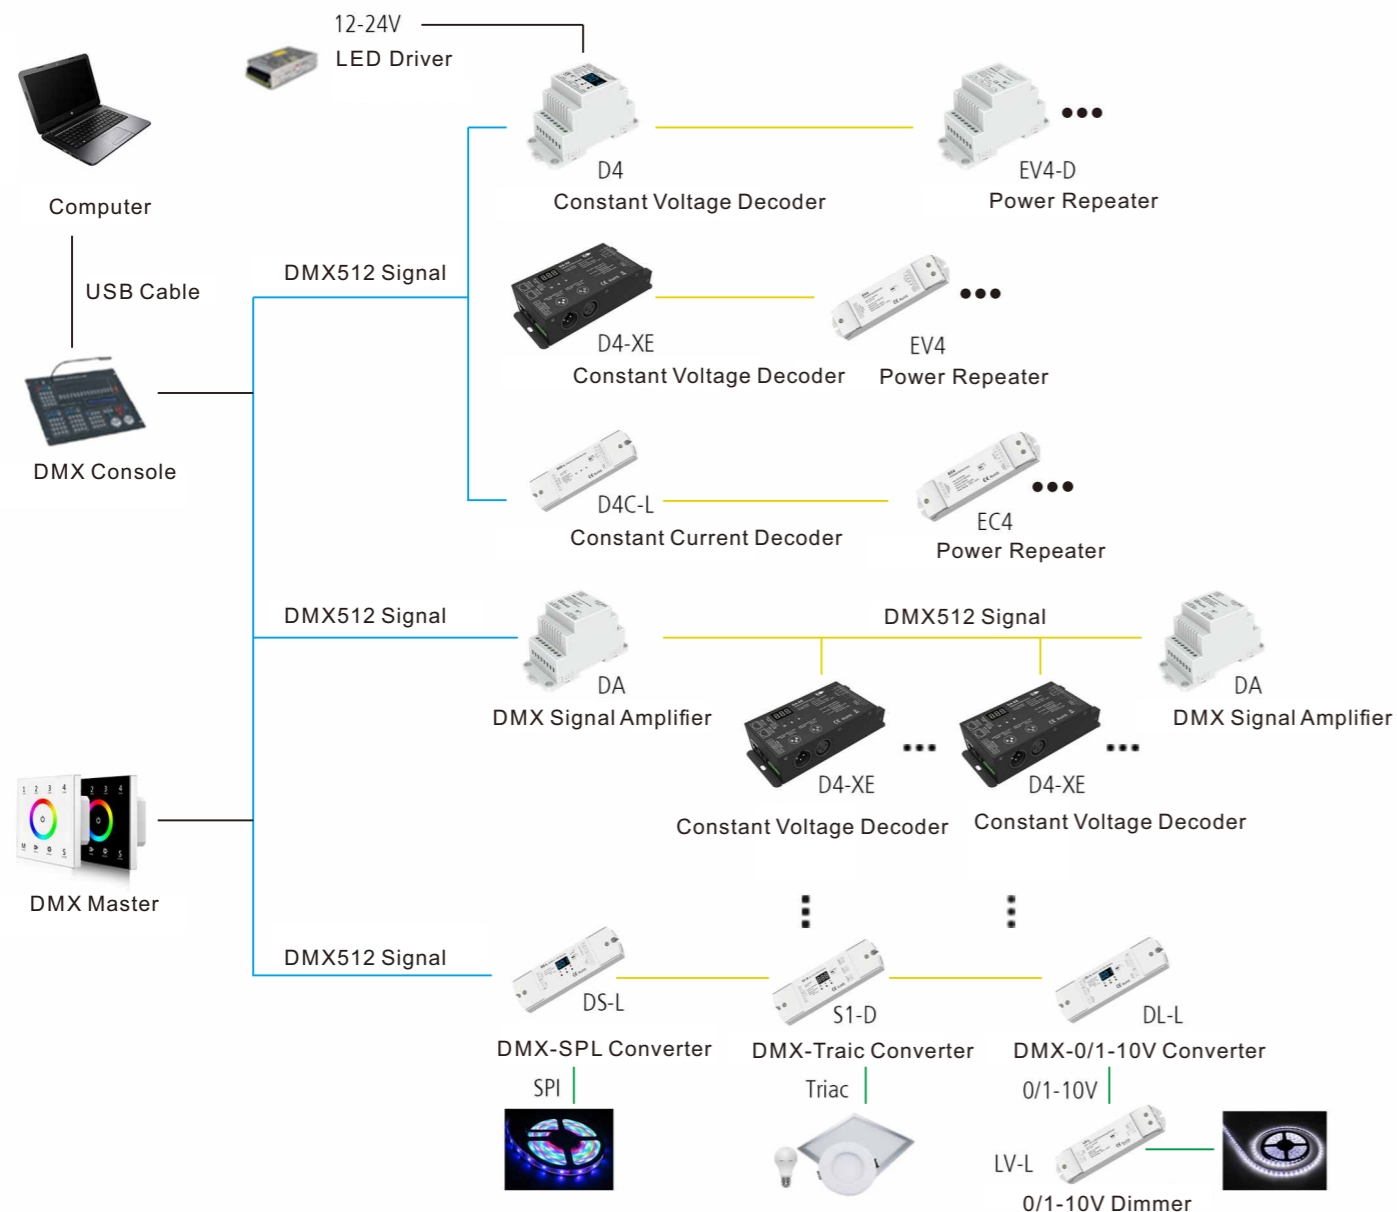 12-24V
LED Driver
Computer
USB Cable
DMX Console
DMX Master
DMX512 Signal
D4
Constant Voltage Decoder
EV4-D
Power Repeater
D4-XE
Constant Voltage Decoder
EV4
Power Repeater
D4C-L
Constant Current Decoder
EC4
Power Repeater
DMX512 Signal
DA
DMX Signal Amplifier
DMX512 Signal
DA
DMX Signal Amplifier
D4-XE
Constant Voltage Decoder
D4-XE
Constant Voltage Decoder
DMX512 Signal
DS-L
DMX-SPL Converter
S1-D
DMX-Traic Converter
DL-L
DMX-0/1-10V Converter
SPI
Triac
0/1-10V
LV-L
0/1-10V Dimmer